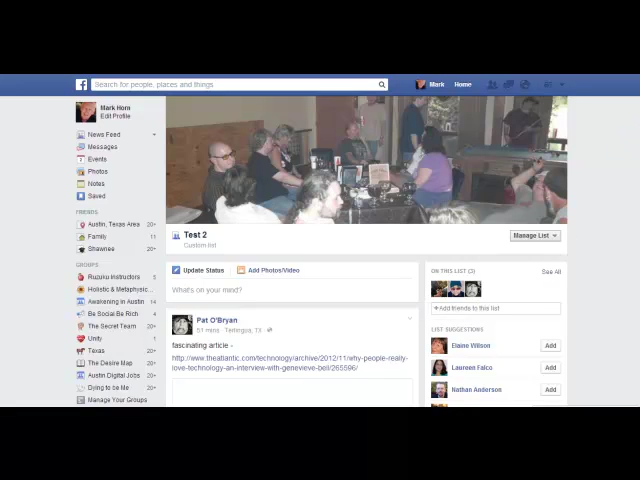 Search for people, places and things
Mark
Home
Mark Horn
Edit Profile
News Feed
Messages
Events
Photos
Notes
Saved
FRIENDS
Austin, Texas Area 20+
Family 11
Shawnee 20+
GROUPS
Ruzuku Instructors 5
Holistic & Metaphysic...
Awakening In Austin 14
Be Social.Be Rich 4
The Secret Team 20+
Unity 1
Texas 20+
The Desire Map 20+
Austin Digital Jobs 20+
Dying to be Me 20+
Manage Your Groups
Test 2
Custom list
Manage List
Update Status
Add Photos/Video
What's on your mind?
Pat O'Bryan
51 mins · Terlingua, TX ·
fascinating article -
http://www.theatlantic.com/technology/archive/2012/11/why-people-really-
love-technology-an-interview-with-genevieve-bell/265596/
ON THIS LIST (3)
See All
+Add friends to this list
LIST SUGGESTIONS
Elaine Wilson Add
Laureen Falco Add
Nathan Anderson Add